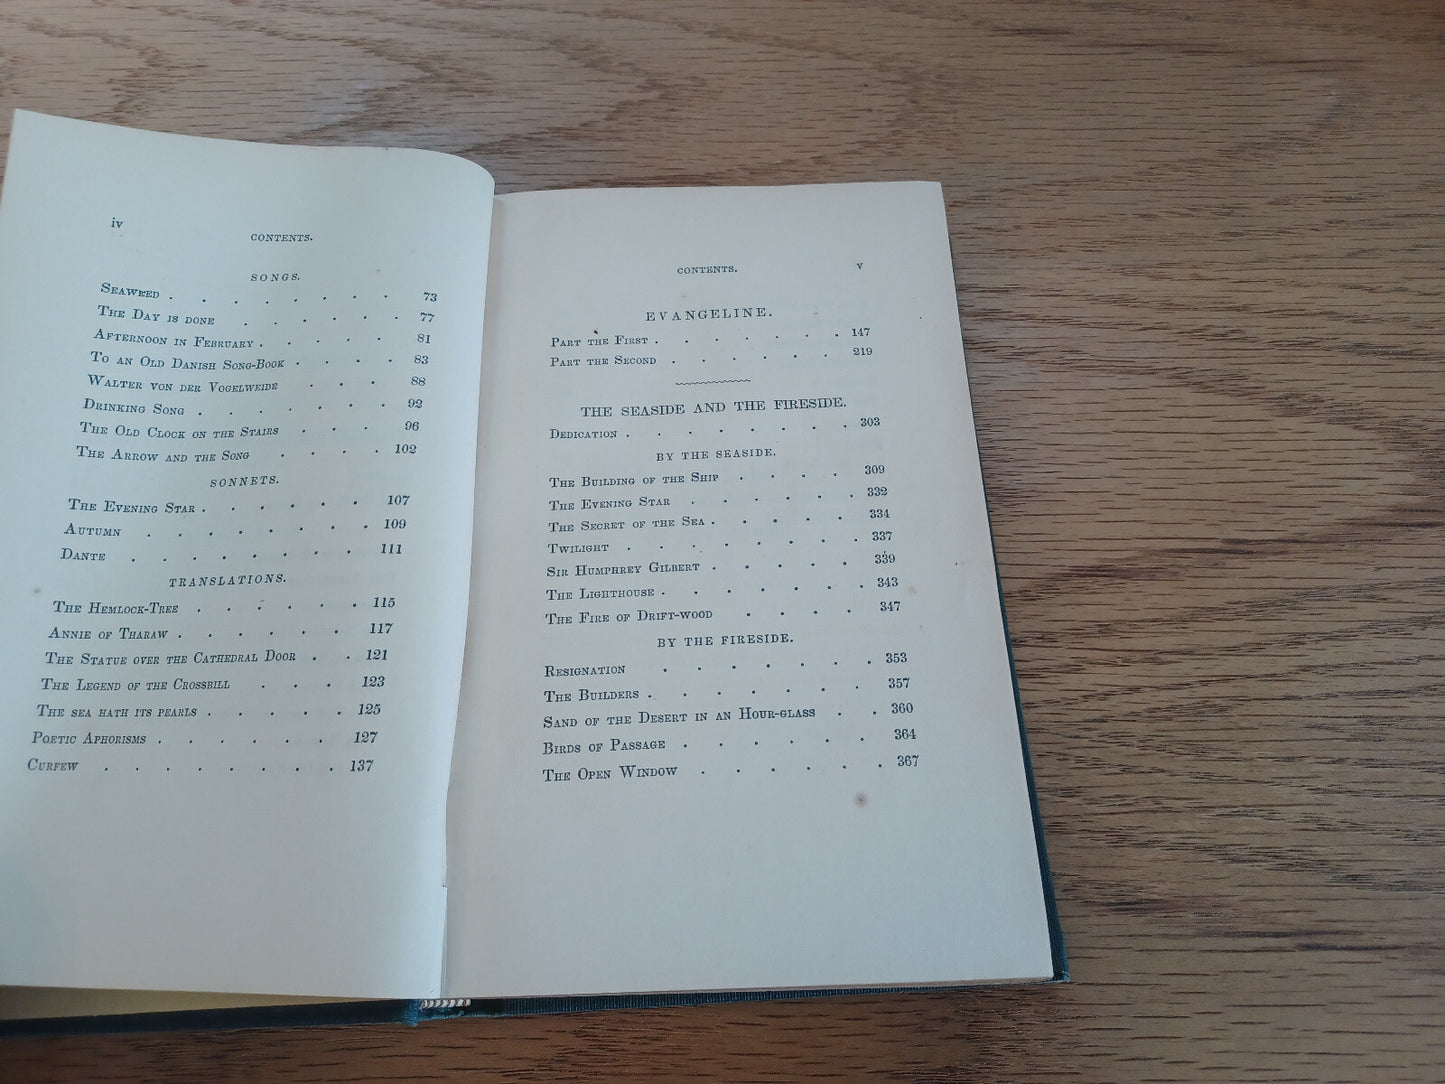 iv
CONTENTS.
SONGS.
SEAWEED . . . . . . . . 73
THE DAY IS DONE . . . . . . 77
AFTERNOON IN FEBRUARY . . . . . 81
TO AN OLD DANISH SONG-BOOK . . . . 83
WALTER VON DER VOGELWEIDE . . . 88
DRINKING SONG . . . . . . . 92
THE OLD CLOCK ON THE STAIRS . . . 96
THE ARROW AND THE SONG . . . . 102
SONNETS.
THE EVENING STAR . . . . . . 107
AUTUMN . . . . . . . 109
DANTE . . . . . . . 111
TRANSLATIONS.
THE HEMLOCK-TREE . . . . . . 115
ANNIE OF THARAW . . . . . . 117
THE STATUE OVER THE CATHEDRAL DOOR . . 121
THE LEGEND OF THE CROSSBILL . . . 123
THE SEA HATH ITS PEARLS . . . . . 125
POETIC APHORISMS . . . . . . 127
CURFEW . . . . . . . . 137
CONTENTS. v
EVANGELINE.
PART THE FIRST . . . . . . . 147
PART THE SECOND . . . . . . 219
THE SEASIDE AND THE FIRESIDE.
DEDICATION . . . . . . . . 303
BY THE SEASIDE.
THE BUILDING OF THE SHIP . . . . 309
THE EVENING STAR . . . . . . 332
THE SECRET OF THE SEA . . . . . 334
TWILIGHT . . . . . . . . 337
SIR HUMPHREY GILBERT . . . . . 339
THE LIGHTHOUSE . . . . . . . 343
THE FIRE OF DRIFT-WOOD . . . . 347
BY THE FIRESIDE.
RESIGNATION . . . . . . . 353
THE BUILDERS . . . . . . . 357
SAND OF THE DESERT IN AN HOUR-GLASS . . 360
BIRDS OF PASSAGE . . . . . . 364
THE OPEN WINDOW . . . . . . 367